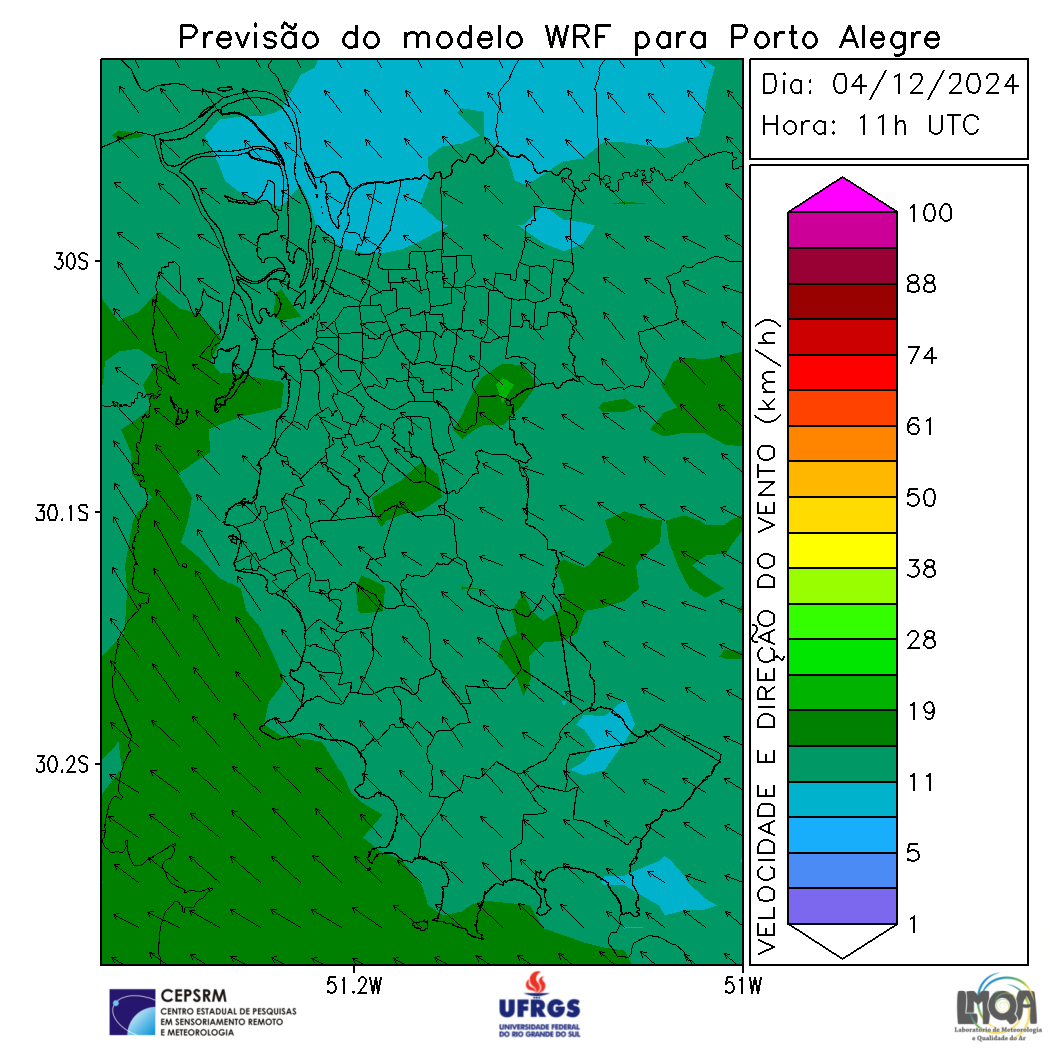 Previsão do modelo WRF para Porto Alegre
Dia: 04/12/2024
Hora: 11h UTC
30S
30.1S
30.2S
51.2W
51W
VELOCIDADE E DIREÇÃO DO VENTO (km/h)
100
88
74
61
50
38
28
19
11
5
1
CEPSRM
CENTRO ESTADUAL DE PESQUISAS
EM SENSORIAMENTO REMOTO
E METEOROLOGIA
UFRGS
UNIVERSIDADE FEDERAL
DO RIO GRANDE DO SUL
LMQA
Laboratório de Meteorologia
e Qualidade do Ar